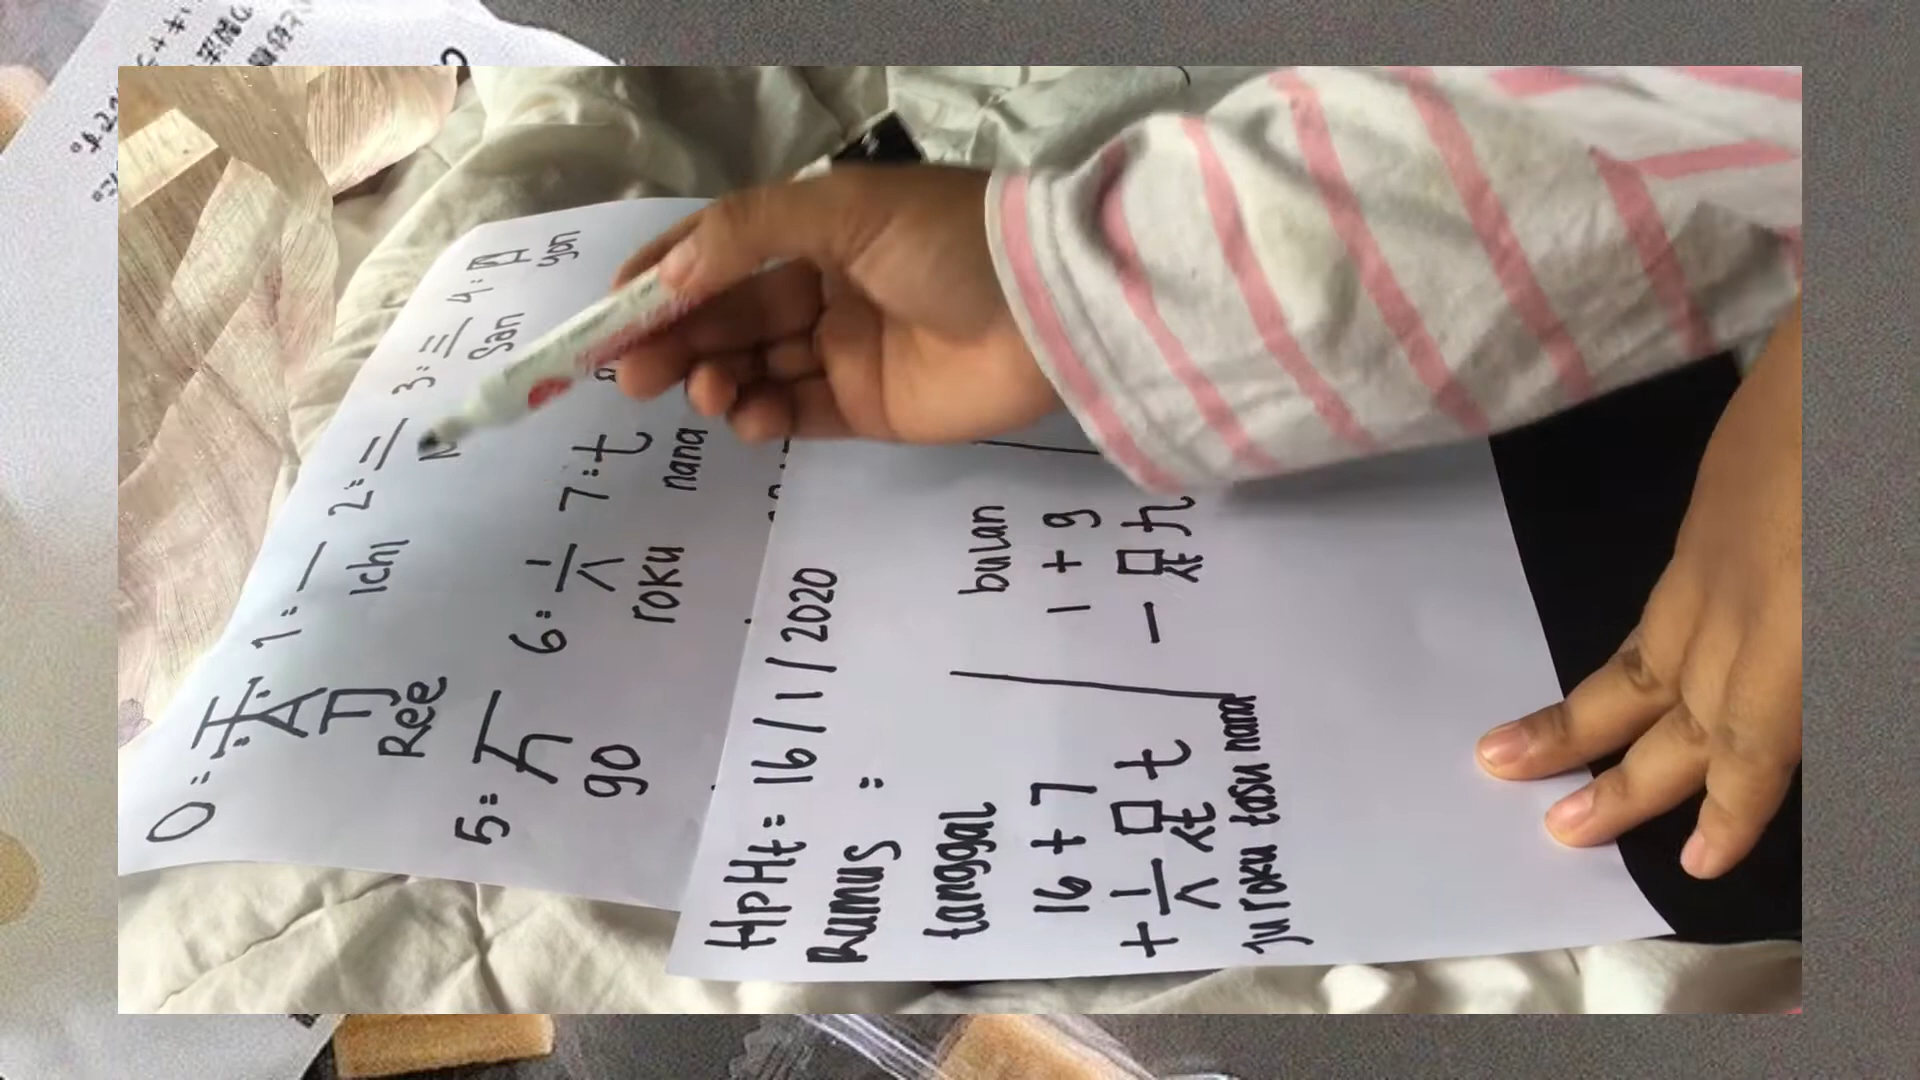 0 = 零 1 = 一 2 = 二 3 = 三 4 = 四
Ree ichi san yon
5 = 五 6 = 六 7 = 七
go roku nana
HpHt = 16 / 1 / 2020
Rumus :
tanggal bulan
16 + 7 1 + 9
十六 足 七 一 足 九
ju roku tasu nana